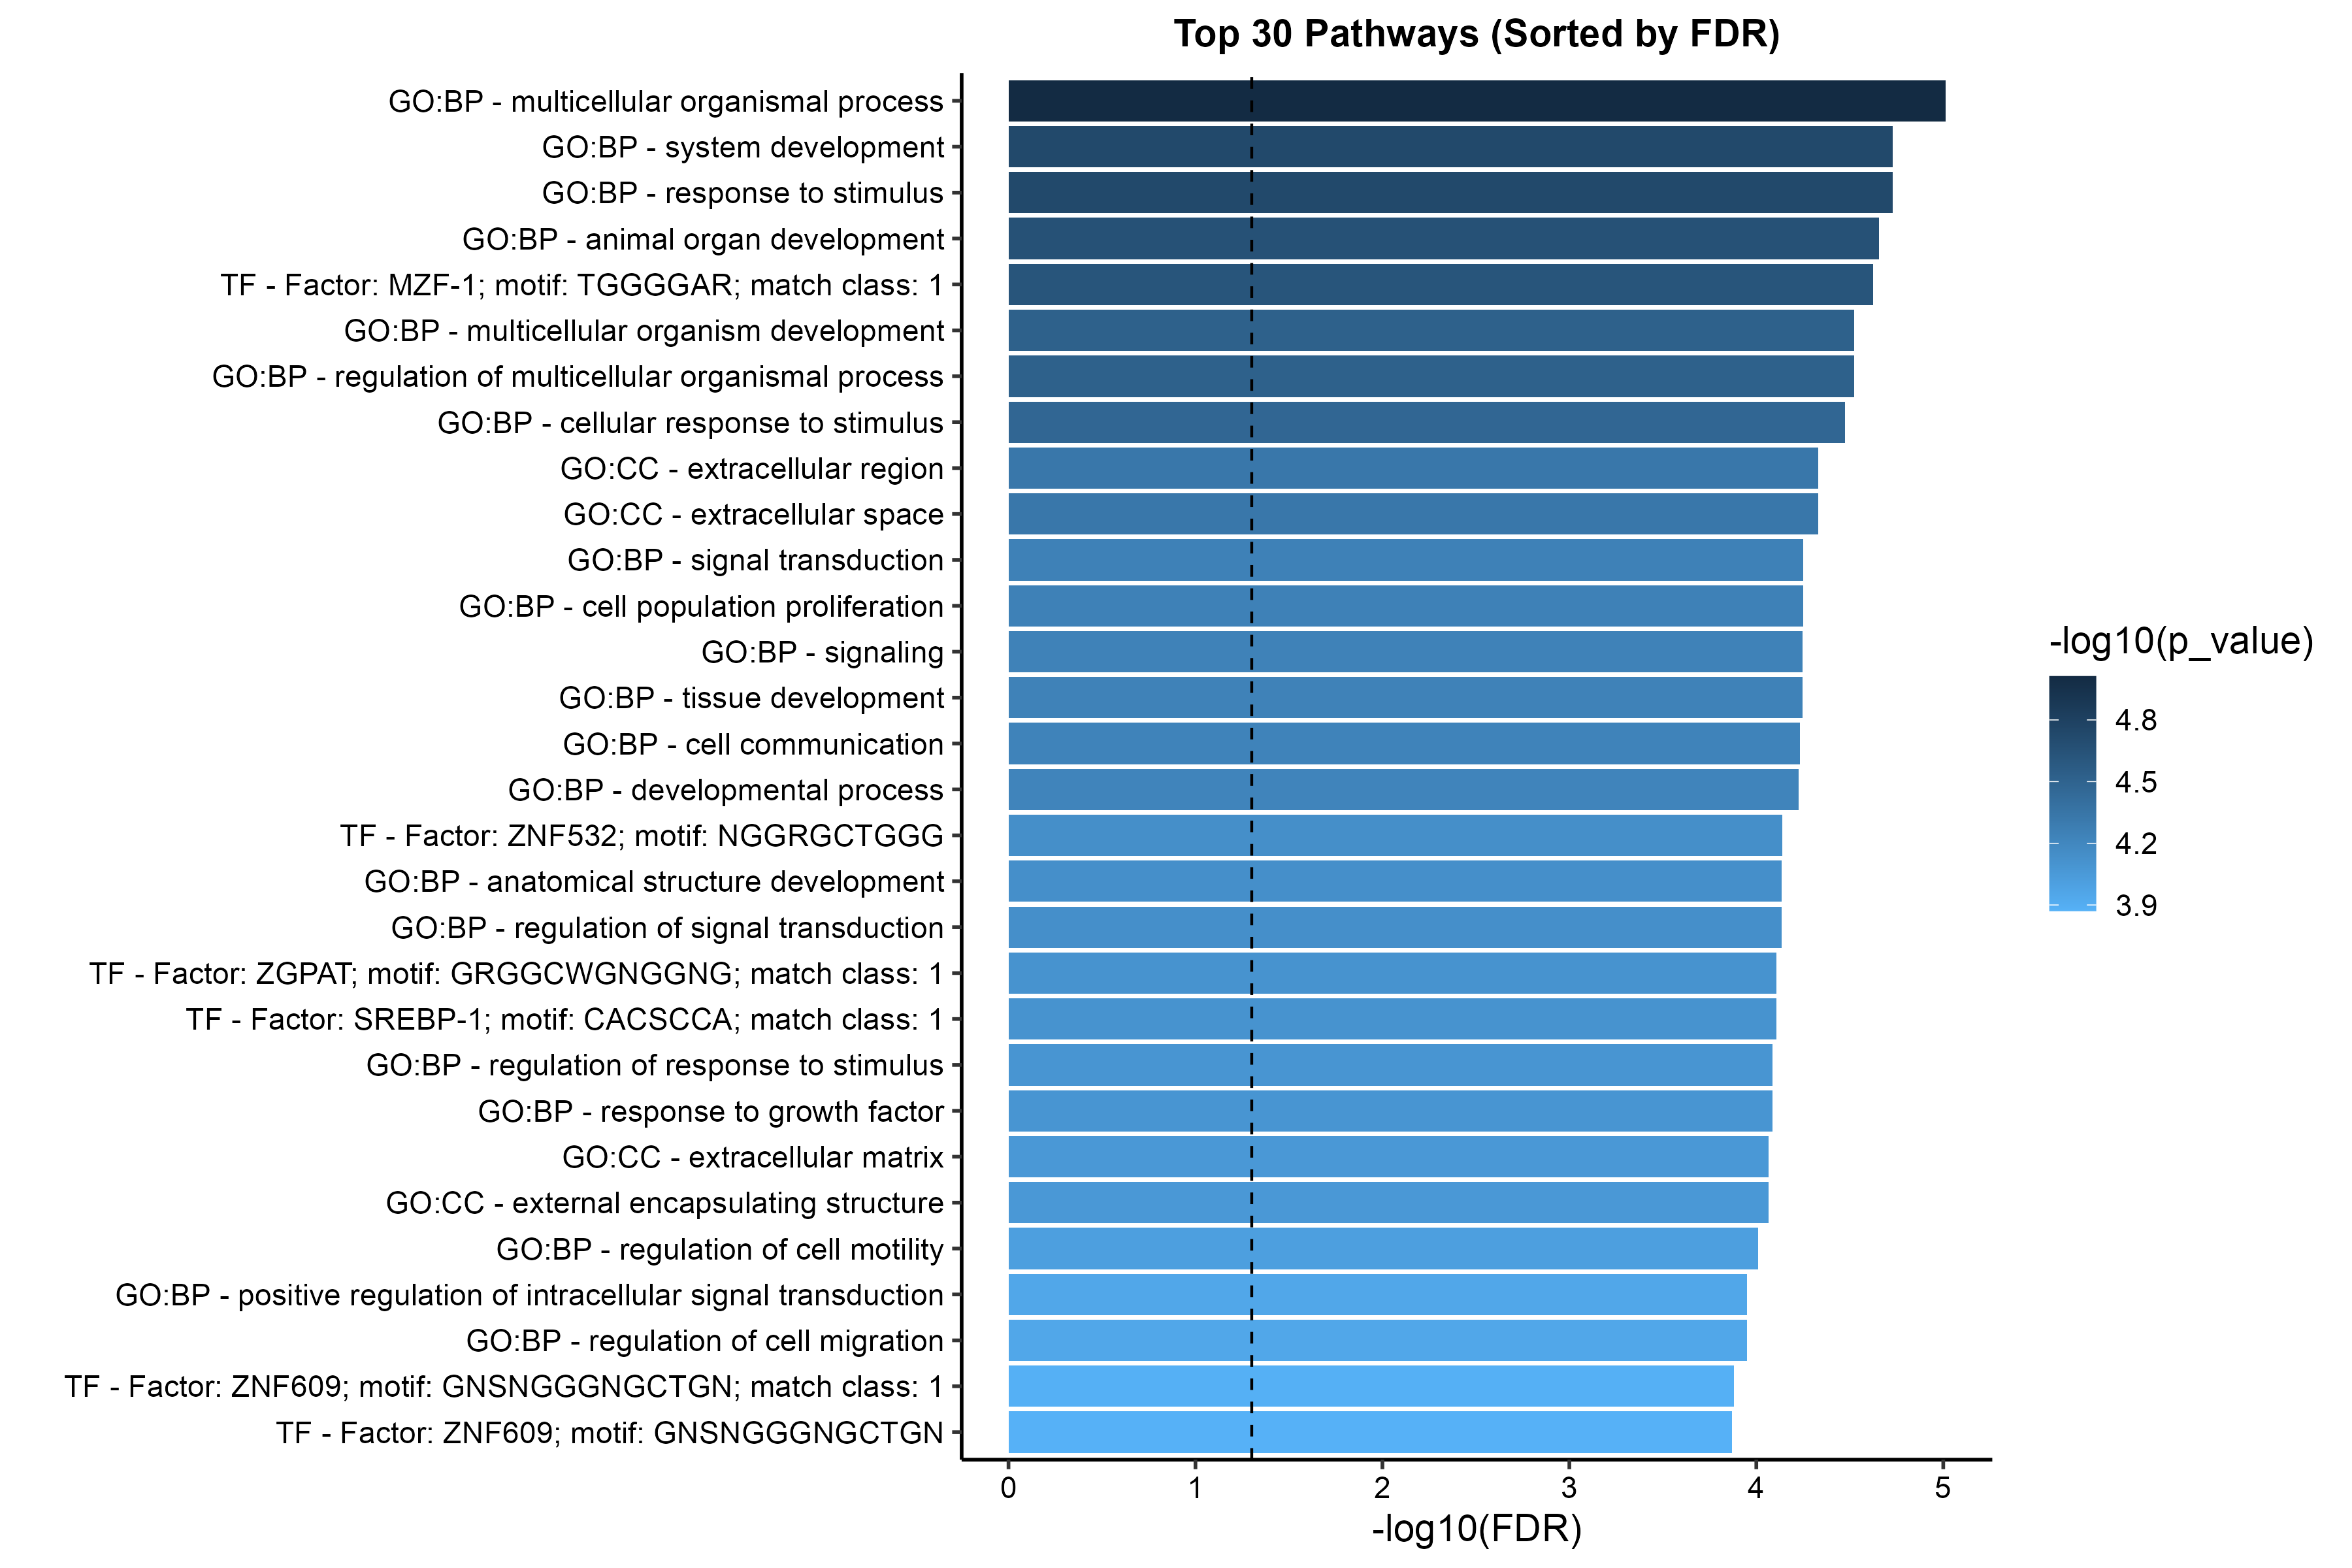 Top 30 Pathways (Sorted by FDR)
GO:BP - multicellular organismal process
GO:BP - system development
GO:BP - response to stimulus
GO:BP - animal organ development
TF - Factor: MZF-1; motif: TGGGGAR; match class: 1
GO:BP - multicellular organism development
GO:BP - regulation of multicellular organismal process
GO:BP - cellular response to stimulus
GO:CC - extracellular region
GO:CC - extracellular space
GO:BP - signal transduction
GO:BP - cell population proliferation
GO:BP - signaling
GO:BP - tissue development
GO:BP - cell communication
GO:BP - developmental process
TF - Factor: ZNF532; motif: NGGRGCTGGG
GO:BP - anatomical structure development
GO:BP - regulation of signal transduction
TF - Factor: ZGPAT; motif: GRGGCWGNGGNG; match class: 1
TF - Factor: SREBP-1; motif: CACSCCA; match class: 1
GO:BP - regulation of response to stimulus
GO:BP - response to growth factor
GO:CC - extracellular matrix
GO:CC - external encapsulating structure
GO:BP - regulation of cell motility
GO:BP - positive regulation of intracellular signal transduction
GO:BP - regulation of cell migration
TF - Factor: ZNF609; motif: GNSNGGGNGCTGN; match class: 1
TF - Factor: ZNF609; motif: GNSNGGGNGCTGN
0 1 2 3 4 5
-log10(FDR)
-log10(p_value)
4.8
4.5
4.2
3.9